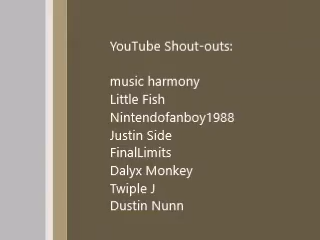 YouTube Shout-outs:
music harmony
Little Fish
Nintendofanboy1988
Justin Side
FinalLimits
Dalyx Monkey
Twiple J
Dustin Nunn